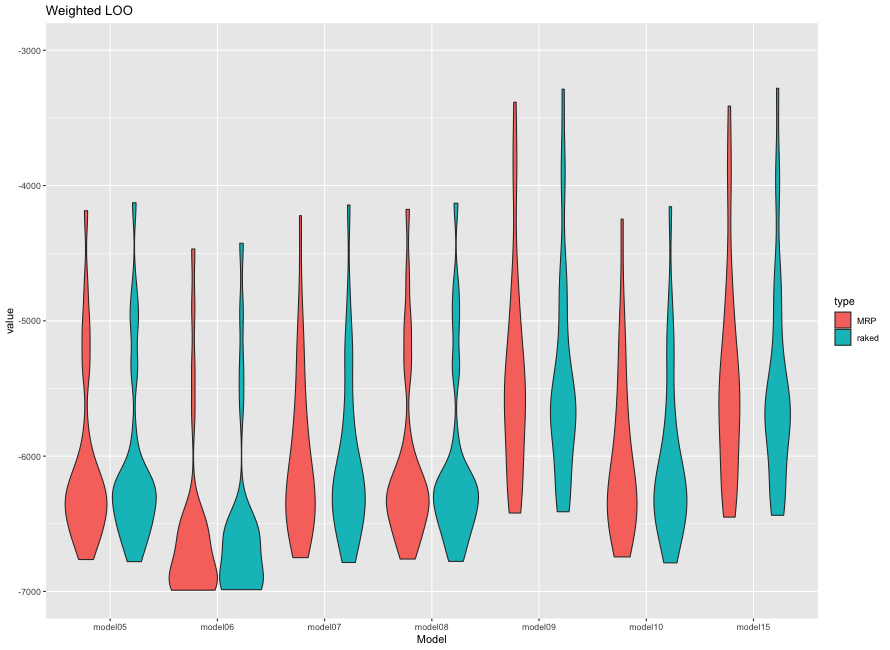 Weighted LOO
value
-3000
-4000
-5000
-6000
-7000
model05 model06 model07 model08 model09 model10 model15
Model
type
MRP
raked